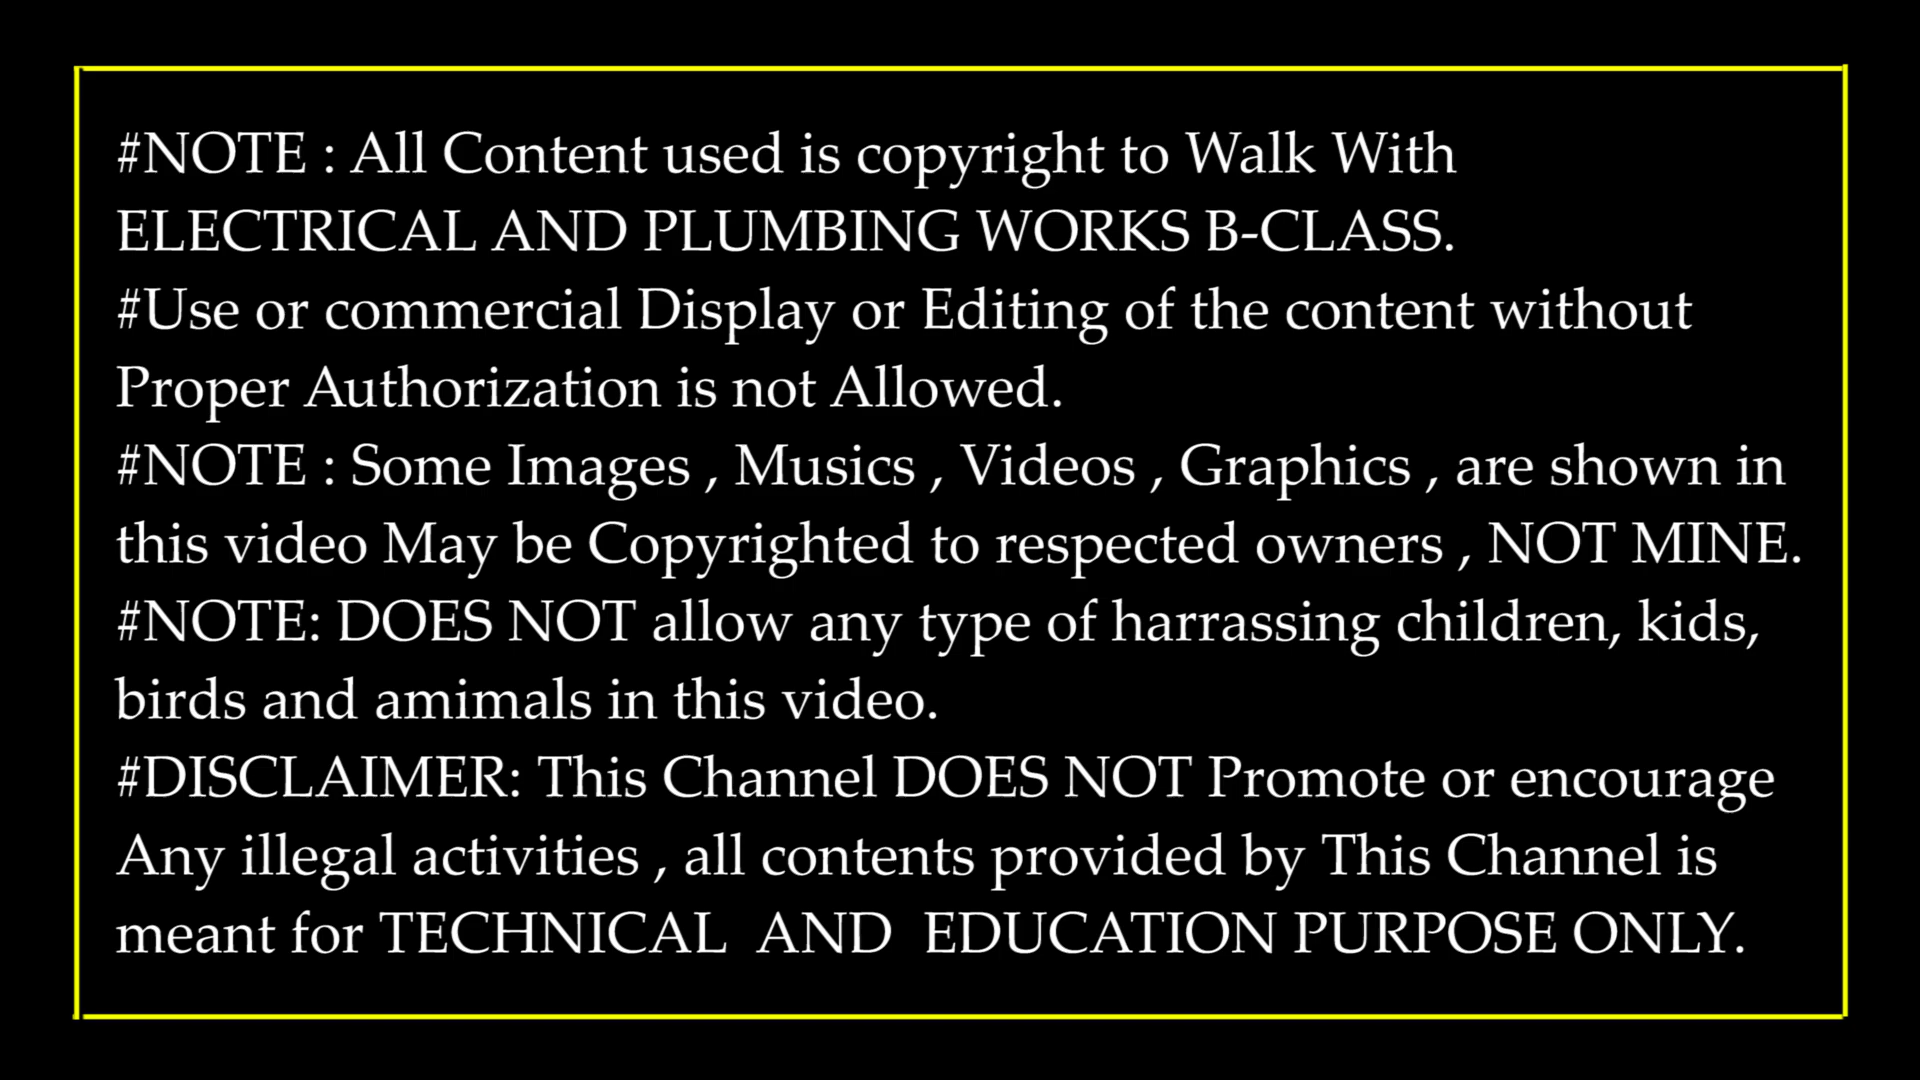 #NOTE : All Content used is copyright to Walk With
ELECTRICAL AND PLUMBING WORKS B-CLASS.
#Use or commercial Display or Editing of the content without
Proper Authorization is not Allowed.
#NOTE : Some Images , Musics , Videos , Graphics , are shown in
this video May be Copyrighted to respected owners , NOT MINE.
#NOTE: DOES NOT allow any type of harrassing children, kids,
birds and amimals in this video.
#DISCLAIMER: This Channel DOES NOT Promote or encourage
Any illegal activities , all contents provided by This Channel is
meant for TECHNICAL  AND  EDUCATION PURPOSE ONLY.